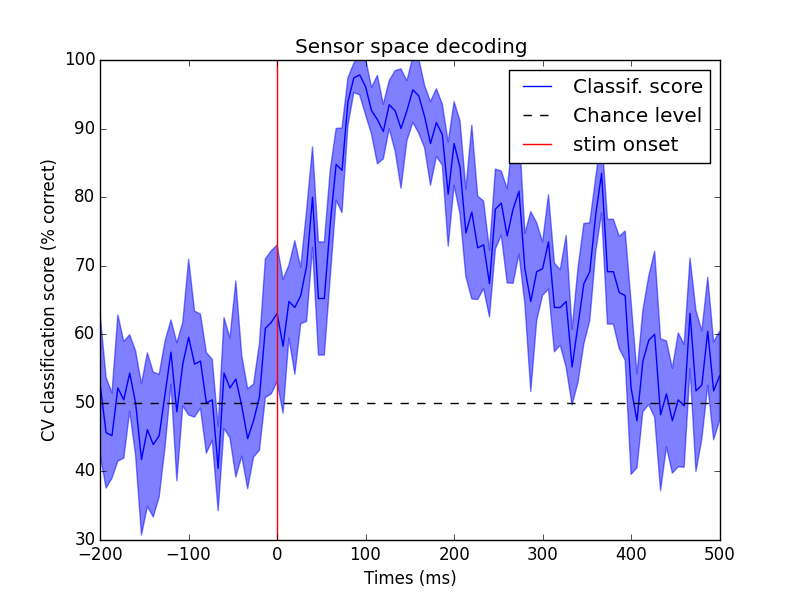 Sensor space decoding
100
90
80
70
60
50
40
30
CV classification score (% correct)
Classif. score
Chance level
stim onset
−200
−100
0
100
200
300
400
500
Times (ms)